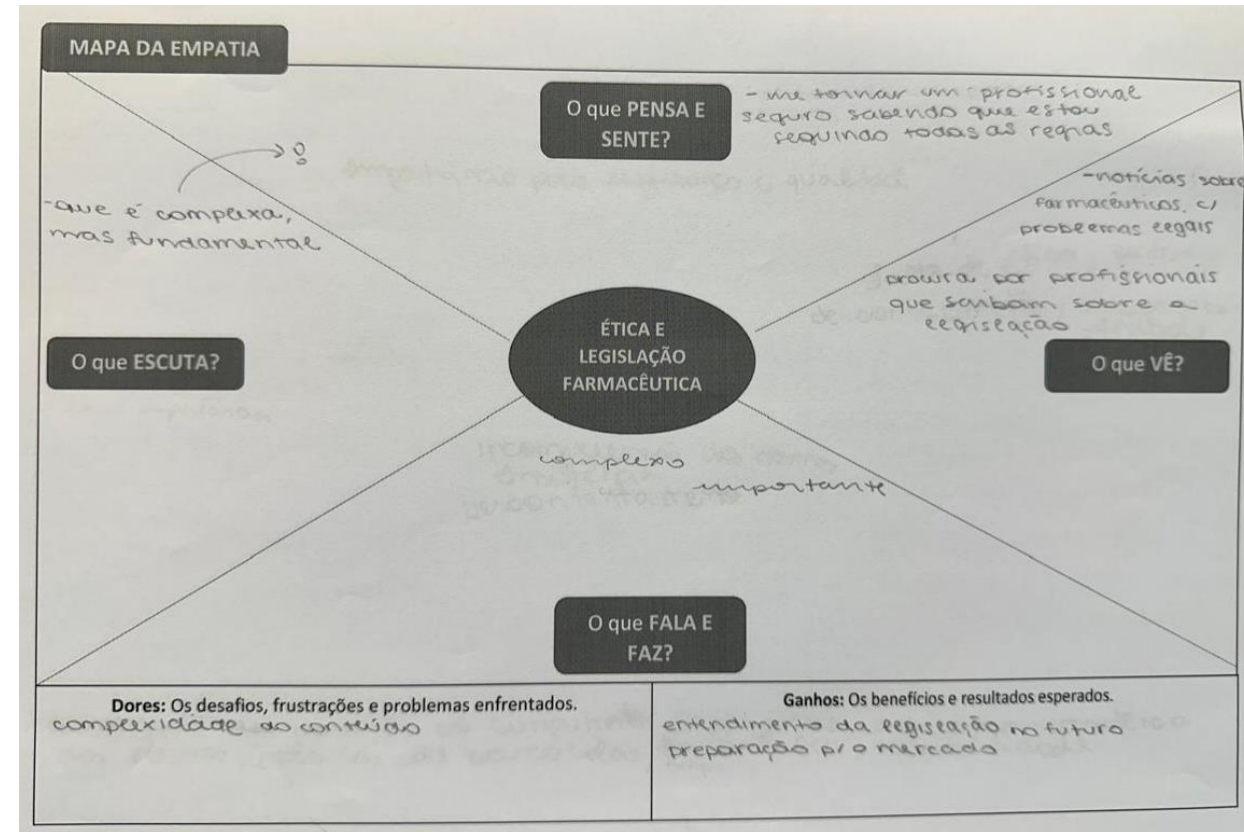 MAPA DA EMPATIA
O que PENSA E
SENTE?
- me tornar um profissional
seguro sabendo que estou
seguindo todas as regras
-que é complexa,
mas fundamental
-notícias sobre
farmacêuticos c/
problemas legais
procura por profissionais
que saibam sobre a
legislação
O que ESCUTA?
ÉTICA E
LEGISLAÇÃO
FARMACÊUTICA
O que VÊ?
complexo
importante
O que FALA E
FAZ?
Dores: Os desafios, frustrações e problemas enfrentados.
complexidade do conteúdo
Ganhos: Os benefícios e resultados esperados.
entendimento da legislação no futuro
preparação p/ o mercado